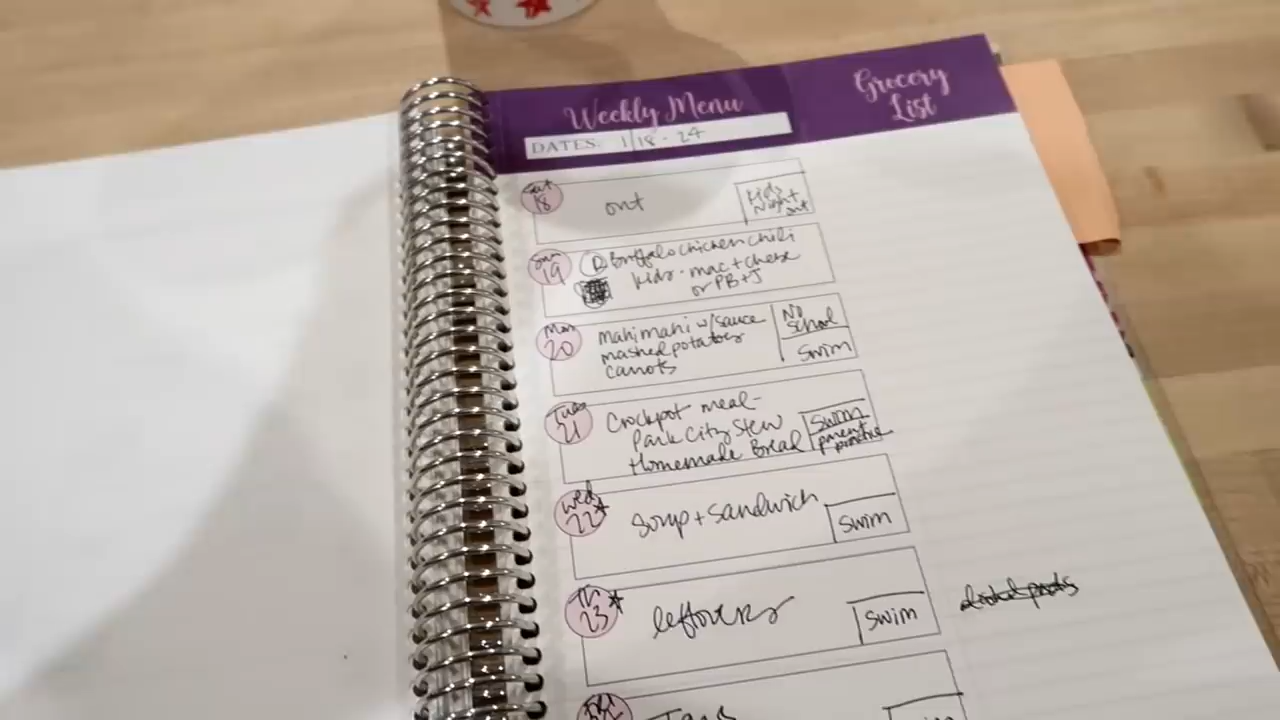 Weekly Menu
Grocery
List
DATES: 1/18 - 24
Sat
18
out
Kids
Night
out
Sun
19
Buffalo chicken chili
kids - mac + cheese
or PB+J
Mon
20
mahi mahi w/sauce
mashed potatoes
carrots
No
School
Swim
Tues
21
Crockpot meal-
Park City Stew
Homemade Bread
Swim
parent
practice
Wed
22*
Soup + Sandwich
Swim
Th
23*
leftovers
Swim